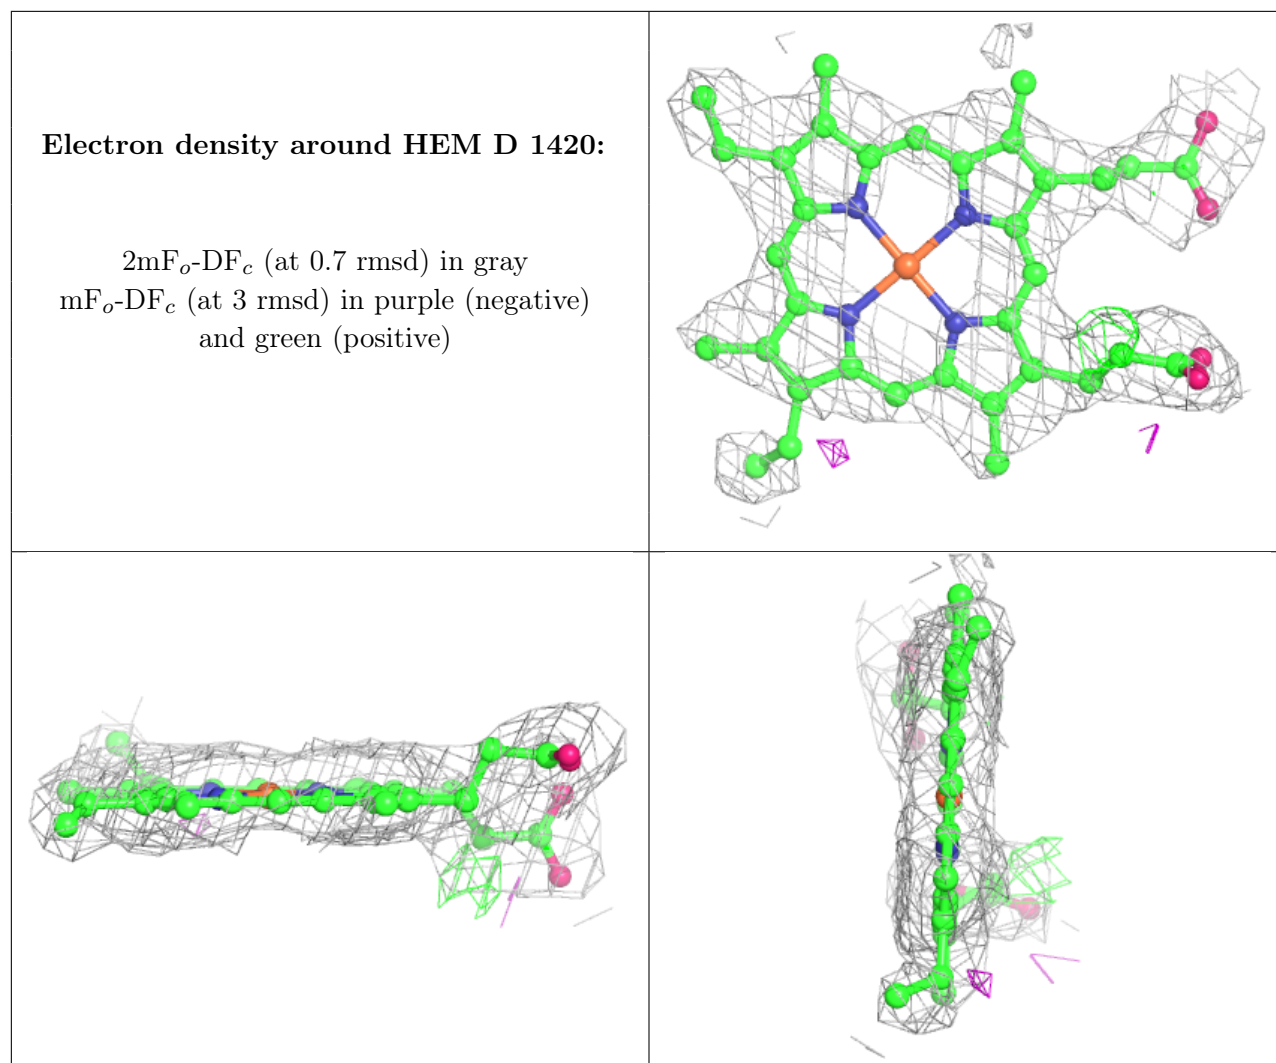 Electron density around HEM D 1420:
2mFo-DFc (at 0.7 rmsd) in gray
mFo-DFc (at 3 rmsd) in purple (negative)
and green (positive)